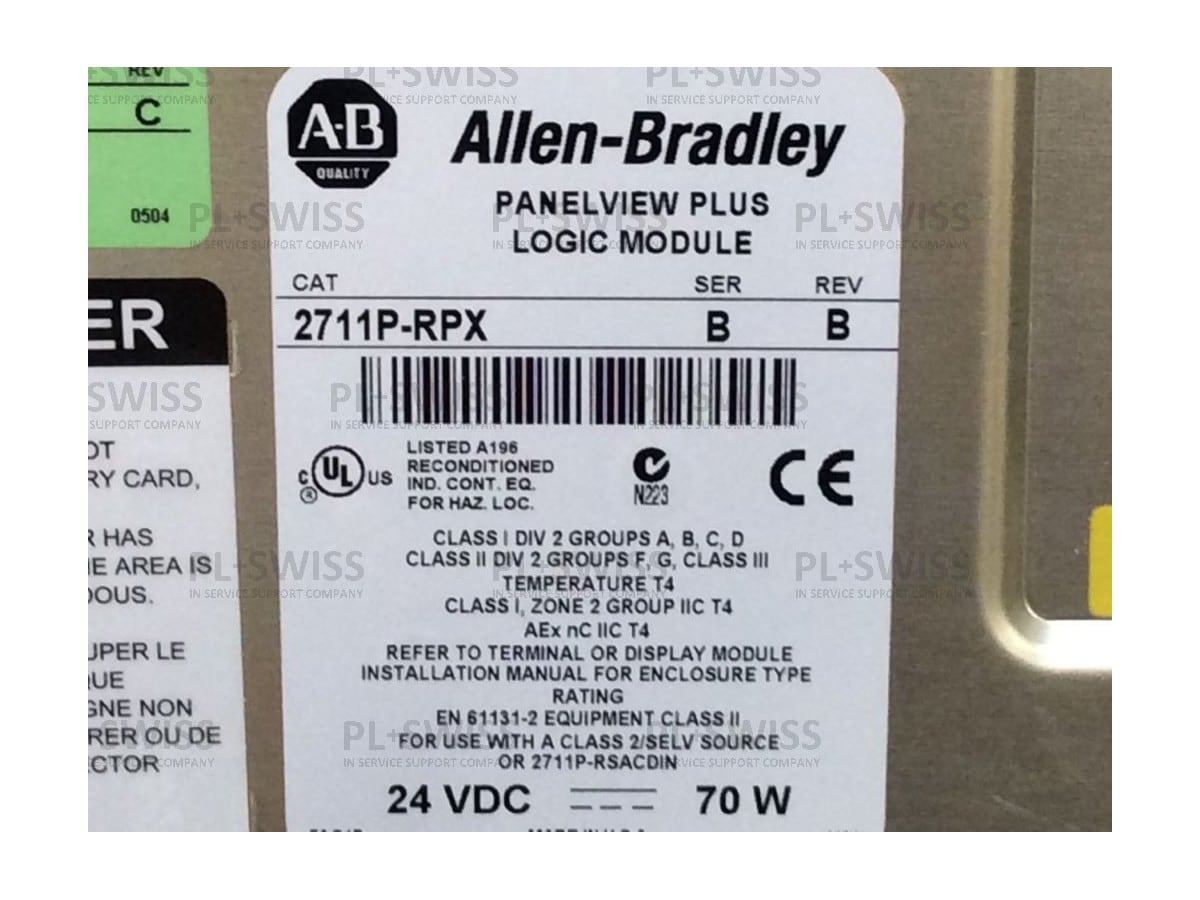 REV
C
0504
A-B
QUALITY
Allen-Bradley
PANELVIEW PLUS
LOGIC MODULE
CAT SER REV
2711P-RPX B B
C UL US
LISTED A196
RECONDITIONED
IND. CONT. EQ.
FOR HAZ. LOC.
N223
CE
CLASS I DIV 2 GROUPS A, B, C, D
CLASS II DIV 2 GROUPS F, G, CLASS III
TEMPERATURE T4
CLASS I, ZONE 2 GROUP IIC T4
AEx nC IIC T4
REFER TO TERMINAL OR DISPLAY MODULE
INSTALLATION MANUAL FOR ENCLOSURE TYPE
RATING
EN 61131-2 EQUIPMENT CLASS II
FOR USE WITH A CLASS 2/SELV SOURCE
OR 2711P-RSACDIN
24 VDC 70 W
ER
OT
RY CARD,
R HAS
E AREA IS
OUS.
UPER LE
UE
GNE NON
RER OU DE
CTOR
PL+SWISS
IN SERVICE SUPPORT COMPANY